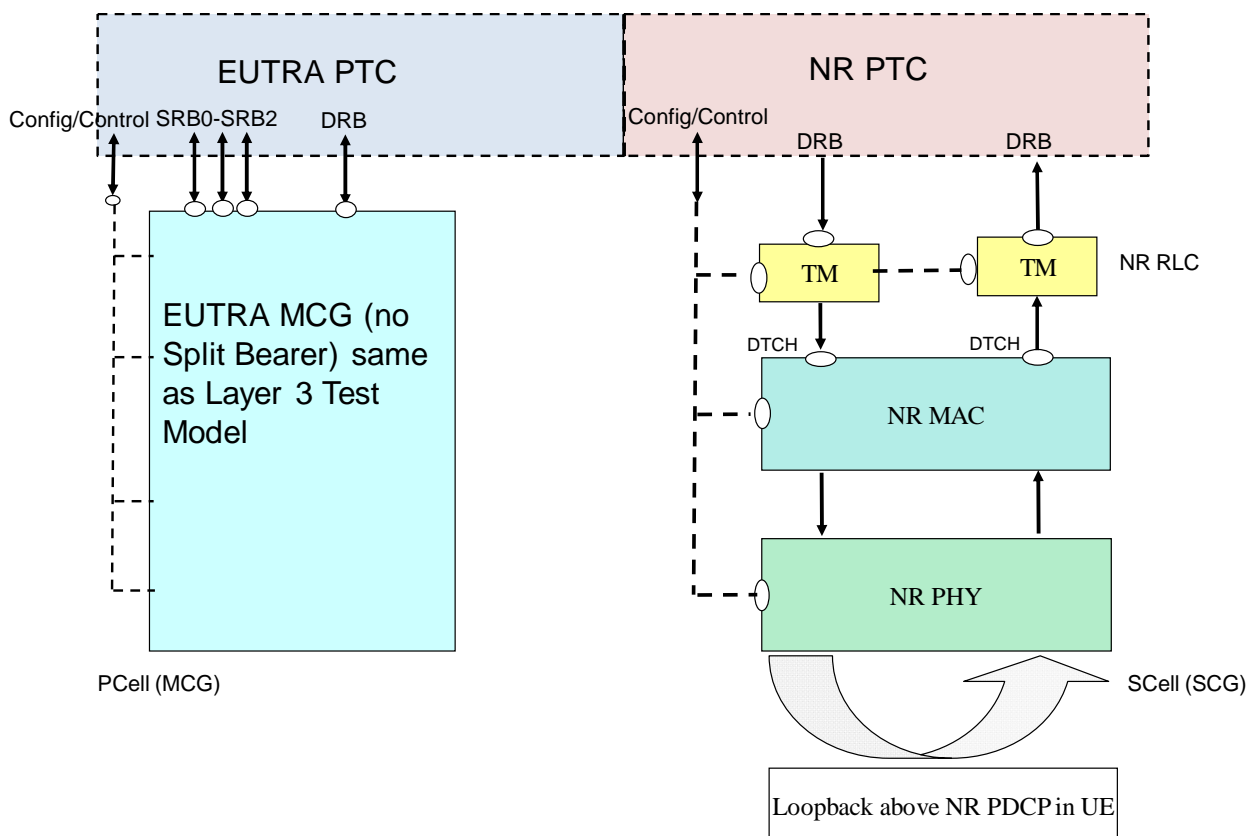 EUTRA PTC
NR PTC
Config/Control
SRB0-SRB2
DRB
Config/Control
DRB
DRB
TM
TM
NR RLC
DTCH
DTCH
EUTRA MCG (no
Split Bearer) same
as Layer 3 Test
Model
NR MAC
NR PHY
PCell (MCG)
SCell (SCG)
Loopback above NR PDCP in UE